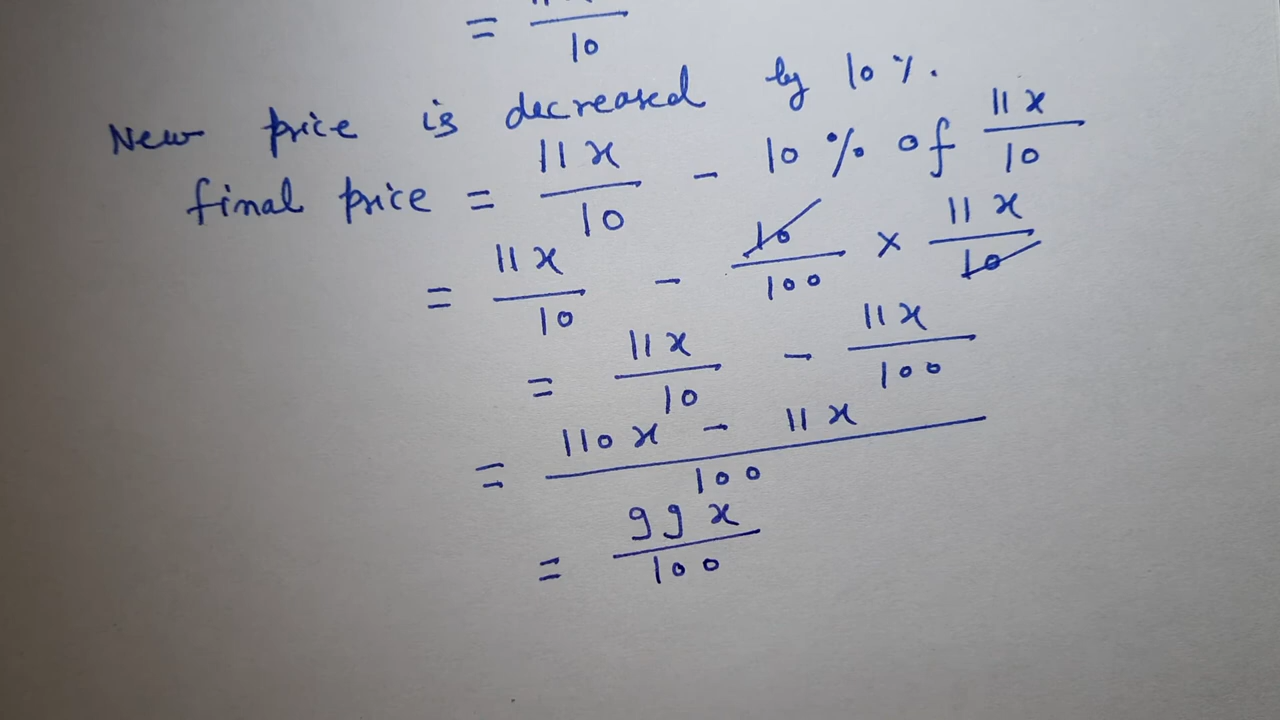 = 11x/10
New price is decreased by 10%.
final price = 11x/10 - 10% of 11x/10
= 11x/10 - 10/100 × 11x/10
= 11x/10 - 11x/100
= 110x - 11x/100
= 99x/100